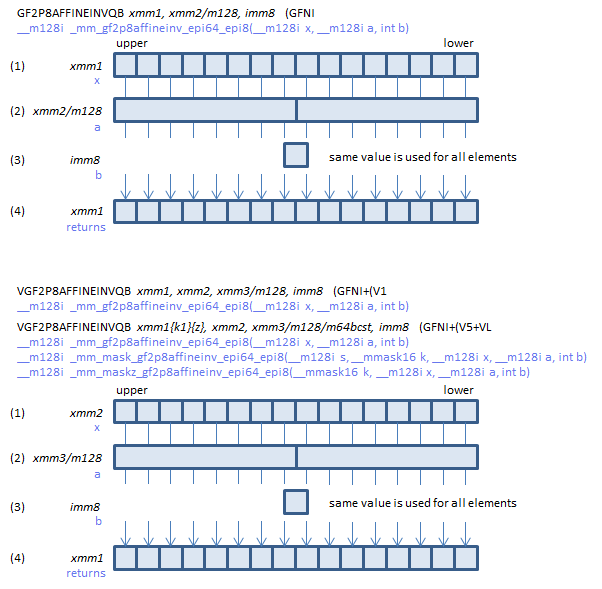 GF2P8AFFINEINVQB xmm1, xmm2/m128, imm8 (GFNI
__m128i _mm_gf2p8affineinv_epi64_epi8(__m128i x, __m128i a, int b)
upper lower
(1) xmm1
x
(2) xmm2/m128
a
(3) imm8 same value is used for all elements
b
(4) xmm1
returns
VGF2P8AFFINEINVQB xmm1, xmm2, xmm3/m128, imm8 (GFNI+(V1
__m128i _mm_gf2p8affineinv_epi64_epi8(__m128i x, __m128i a, int b)
VGF2P8AFFINEINVQB xmm1{k1}{z}, xmm2, xmm3/m128/m64bcst, imm8 (GFNI+(V5+VL
__m128i _mm_gf2p8affineinv_epi64_epi8(__m128i x, __m128i a, int b)
__m128i _mm_mask_gf2p8affineinv_epi64_epi8(__m128i s, __mmask16 k, __m128i x, __m128i a, int b)
__m128i _mm_maskz_gf2p8affineinv_epi64_epi8(__mmask16 k, __m128i x, __m128i a, int b)
upper lower
(1) xmm2
x
(2) xmm3/m128
a
(3) imm8 same value is used for all elements
b
(4) xmm1
returns